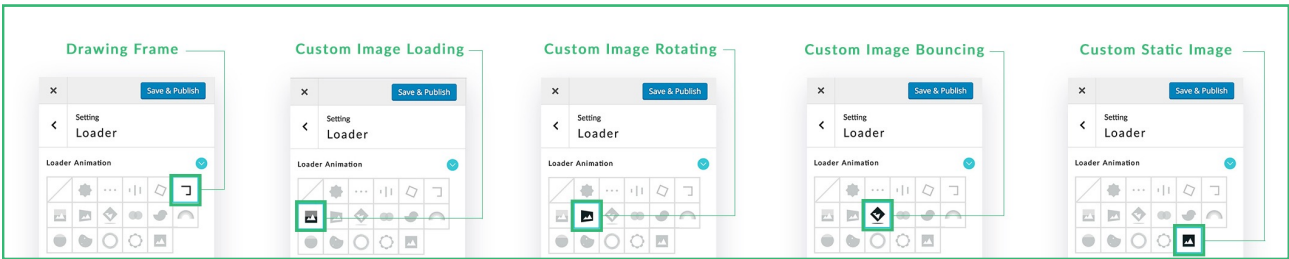 Drawing Frame
Save & Publish
Setting
Loader
Loader Animation
Custom Image Loading
Save & Publish
Setting
Loader
Loader Animation
Custom Image Rotating
Save & Publish
Setting
Loader
Loader Animation
Custom Image Bouncing
Save & Publish
Setting
Loader
Loader Animation
Custom Static Image
Save & Publish
Setting
Loader
Loader Animation